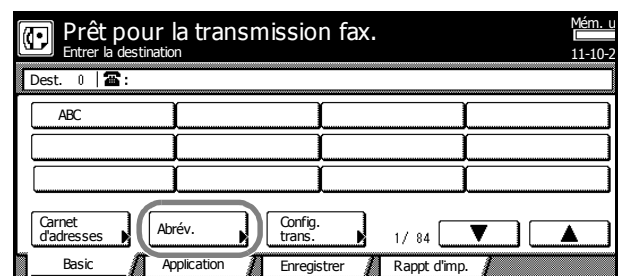 Prêt pour la transmission fax.
Mém. u
Entrer la destination
11-10-2
Dest. 0
:
ABC
Carnet
d'adresses
Abrév.
Config.
trans.
1/ 84
Basic
Application
Enregistrer
Rappt d'imp.